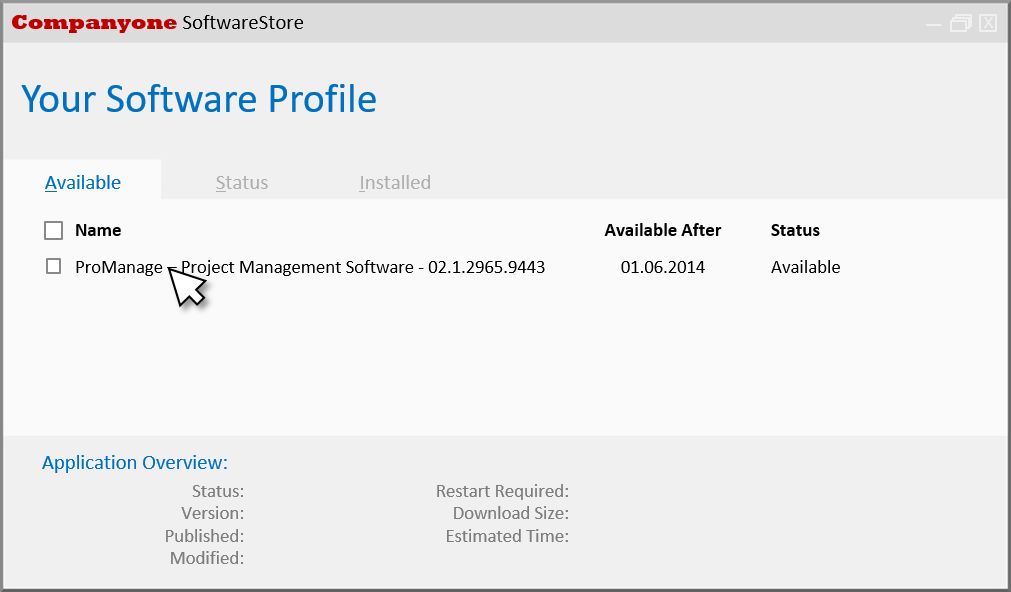 Companyone SoftwareStore
Your Software Profile
Available Status Installed
Name Available After Status
ProManage – Project Management Software - 02.1.2965.9443 01.06.2014 Available
Application Overview:
Status: Restart Required:
Version: Download Size:
Published: Estimated Time:
Modified: